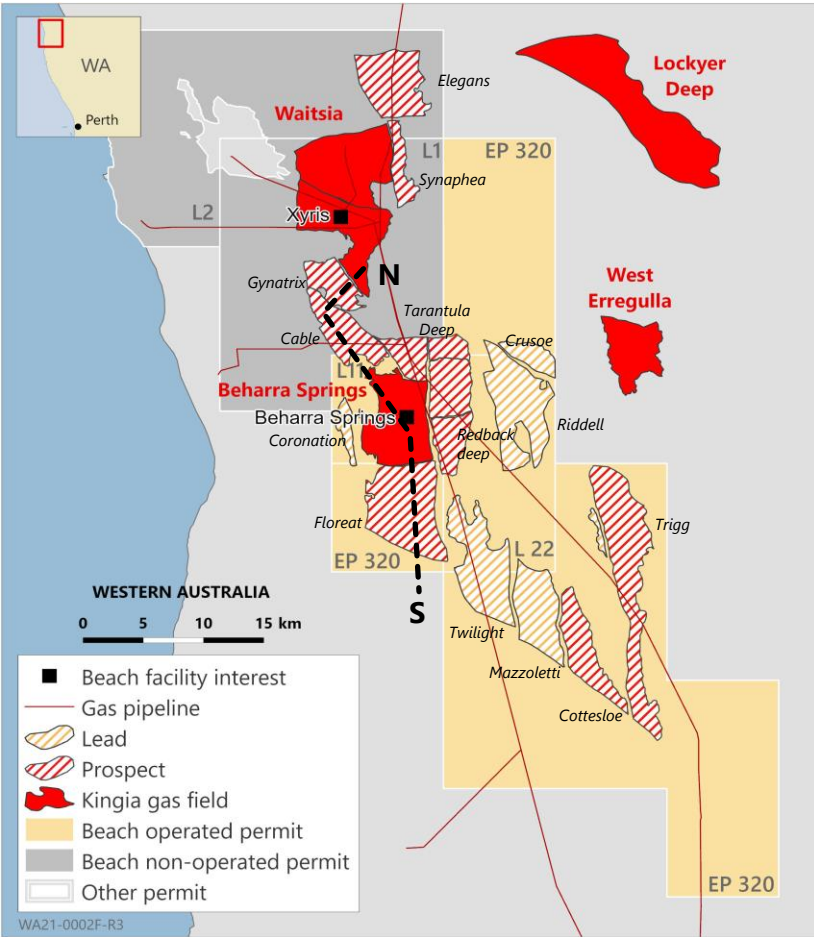 WA
Perth
Elegans
Lockyer
Deep
Waitsia
L1
EP 320
Synaphea
L2
Xyris
N
Gynatrix
West
Erregulla
Tarantula
Deep
Cable
Crusoe
L11
Beharra Springs
Beharra Springs
Coronation
Redback
deep
Riddell
Floreat
Trigg
EP 320
L 22
WESTERN AUSTRALIA
0 5 10 15 km
S
Twilight
Mazzoletti
Cottesloe
Beach facility interest
Gas pipeline
Lead
Prospect
Kingia gas field
Beach operated permit
Beach non-operated permit
Other permit
EP 320
WA21-0002F-R3